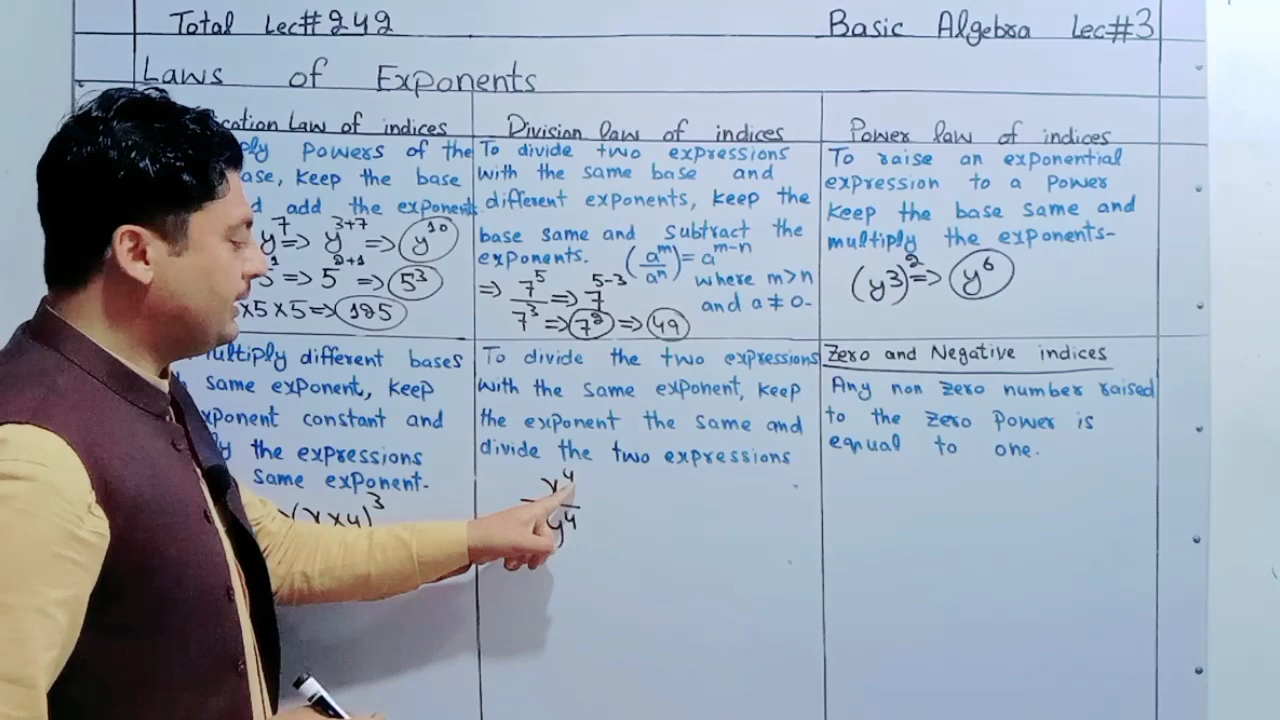 Total Lec#242
Basic Algebra Lec#3
Laws of Exponents
cation Law of indices
ply Powers of the
ase, keep the base
d add the exponent
y⁷ => y³⁺⁷ => y¹⁰
=> 5²⁺¹ => 5³
x5x5 => 125
Division law of indices
To divide two expressions
with the same base and
different exponents, keep the
base same and subtract the
exponents. (aᵐ/aⁿ) = aᵐ⁻ⁿ
=> 7⁵/7³ => 7⁵⁻³ where m>n
=> 7² => 49 and a ≠ 0-
Power law of indices
To raise an exponential
expression to a Power
keep the base same and
multiply the exponents-
(y3)² => y⁶
ultiply different bases
same exponent, keep
xponent constant and
ly the expressions
same exponent-
(x x y)³
To divide the two expressions
with the same exponent, keep
the exponent the same and
divide the two expressions
x⁴
y⁴
Zero and Negative indices
Any non zero number raised
to the zero Power is
equal to one.